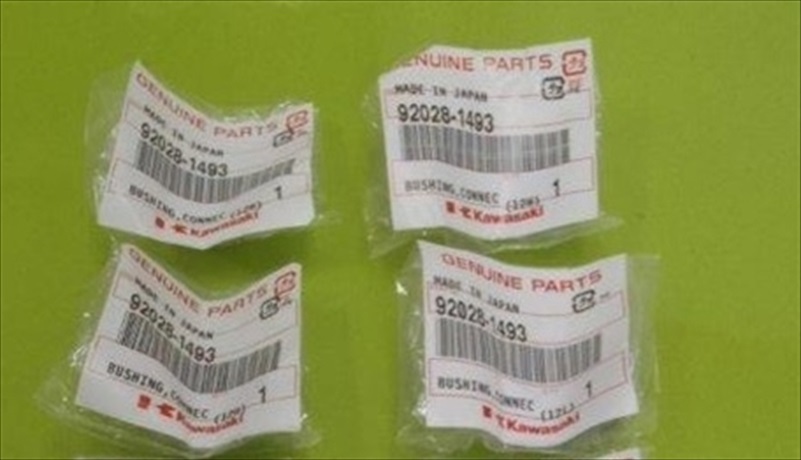 GENUINE PARTS
MADE IN JAPAN
92028-1493
BUSHING,CONNEC
1
Kawasaki
GENUINE PARTS
MADE IN JAPAN
92028-1493
BUSHING,CONNEC
1
Kawasaki
GENUINE PARTS
MADE IN JAPAN
92028-1493
BUSHING,CONNEC
1
Kawasaki
GENUINE PARTS
MADE IN JAPAN
92028-1493
BUSHING,CONNEC
1
Kawasaki